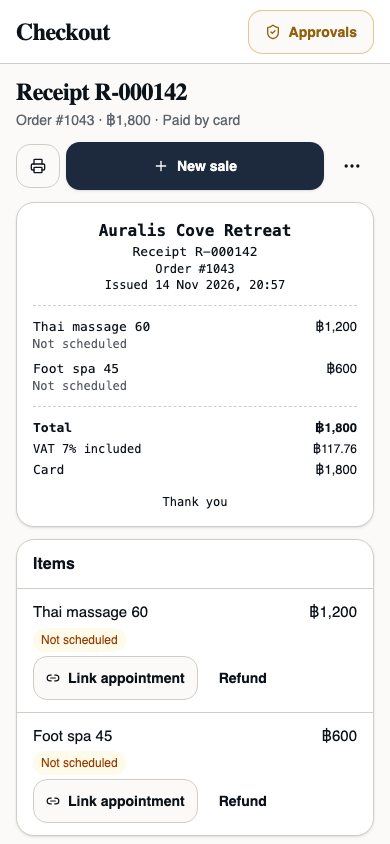 Checkout
Approvals
Receipt R-000142
Order #1043 · ฿1,800 · Paid by card
New sale
Auralis Cove Retreat
Receipt R-000142
Order #1043
Issued 14 Nov 2026, 20:57
Thai massage 60 ฿1,200
Not scheduled
Foot spa 45 ฿600
Not scheduled
Total ฿1,800
VAT 7% included ฿117.76
Card ฿1,800
Thank you
Items
Thai massage 60 ฿1,200
Not scheduled
Link appointment Refund
Foot spa 45 ฿600
Not scheduled
Link appointment Refund